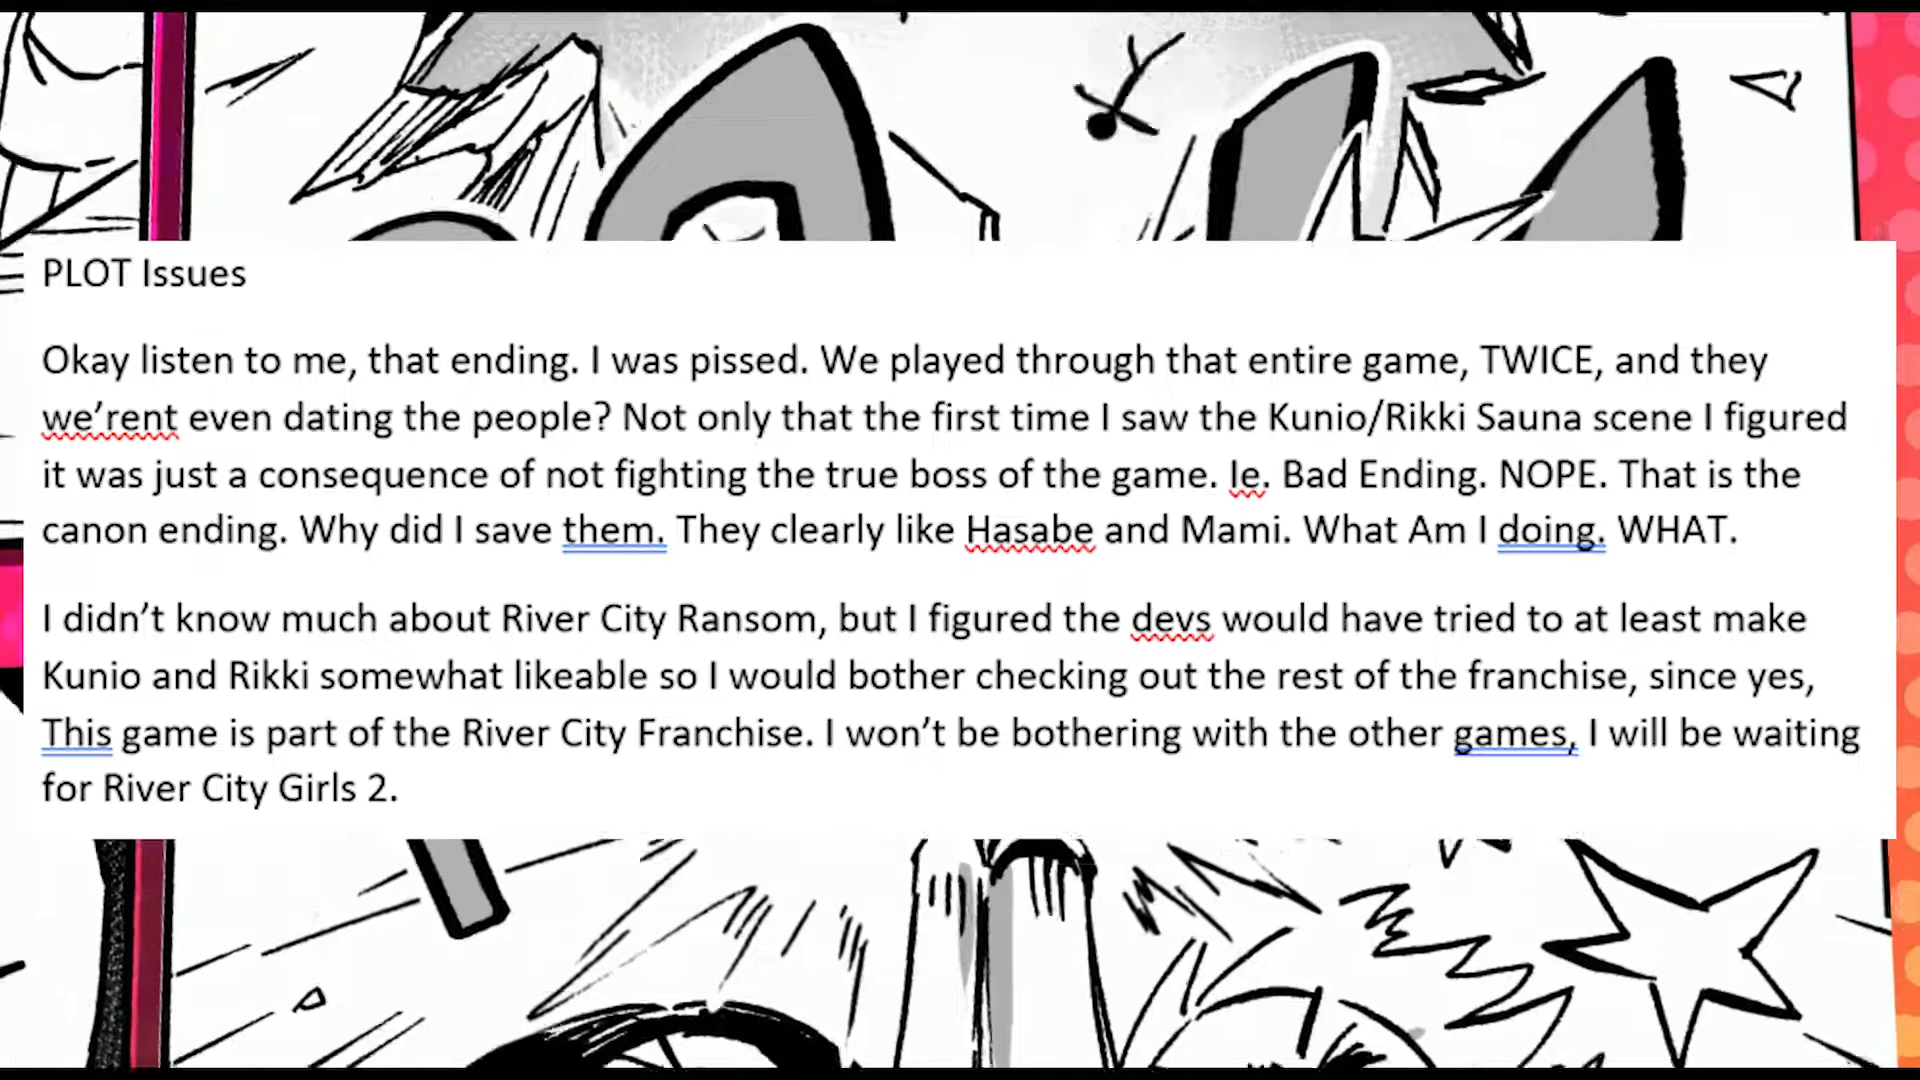 PLOT Issues
Okay listen to me, that ending. I was pissed. We played through that entire game, TWICE, and they
we’rent even dating the people? Not only that the first time I saw the Kunio/Rikki Sauna scene I figured
it was just a consequence of not fighting the true boss of the game. Ie. Bad Ending. NOPE. That is the
canon ending. Why did I save them. They clearly like Hasabe and Mami. What Am I doing. WHAT.
I didn’t know much about River City Ransom, but I figured the devs would have tried to at least make
Kunio and Rikki somewhat likeable so I would bother checking out the rest of the franchise, since yes,
This game is part of the River City Franchise. I won’t be bothering with the other games, I will be waiting
for River City Girls 2.